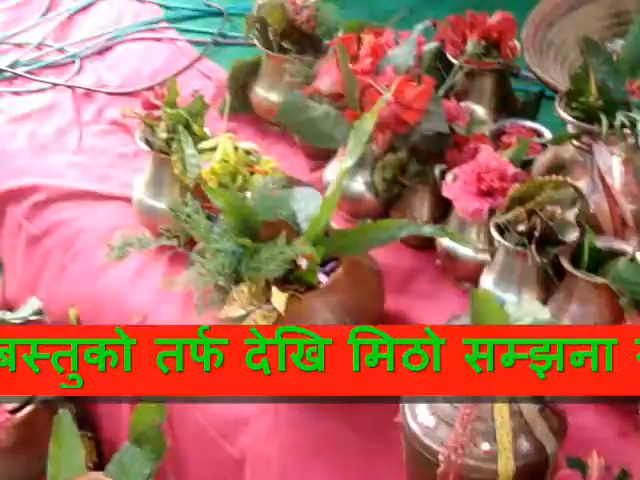 बस्तुको तर्फ देखि मिठो सम्झना